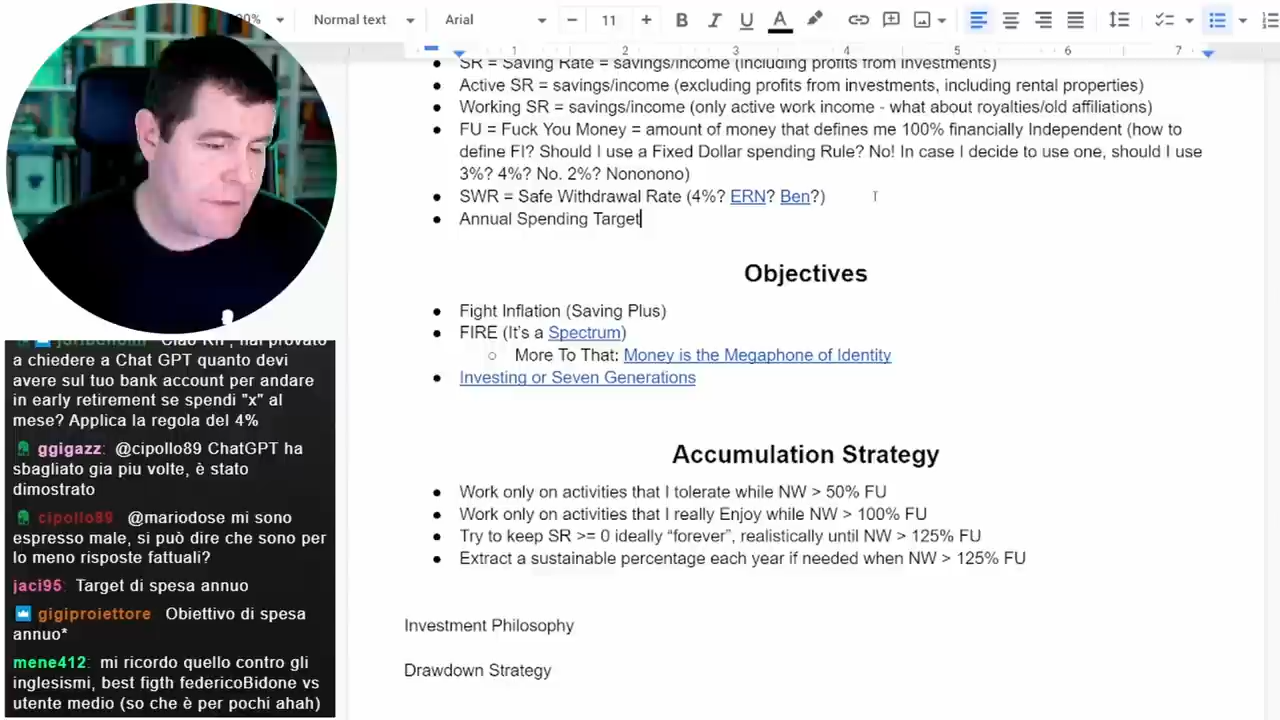 Normal text
Arial
11
B I U A
1 2 3 4 5 6 7
SR = Saving Rate = savings/income (including profits from investments)
Active SR = savings/income (excluding profits from investments, including rental properties)
Working SR = savings/income (only active work income - what about royalties/old affiliations)
FU = Fuck You Money = amount of money that defines me 100% financially Independent (how to
define FI? Should I use a Fixed Dollar spending Rule? No! In case I decide to use one, should I use
3%? 4%? No. 2%? Nononono)
SWR = Safe Withdrawal Rate (4%? ERN? Ben?)
Annual Spending Target
Objectives
Fight Inflation (Saving Plus)
FIRE (It's a Spectrum)
More To That: Money is the Megaphone of Identity
Investing or Seven Generations
Accumulation Strategy
Work only on activities that I tolerate while NW > 50% FU
Work only on activities that I really Enjoy while NW > 100% FU
Try to keep SR >= 0 ideally “forever”, realistically until NW > 125% FU
Extract a sustainable percentage each year if needed when NW > 125% FU
Investment Philosophy
Drawdown Strategy
a chiedere a Chat GPT quanto devi
avere sul tuo bank account per andare
in early retirement se spendi "x" al
mese? Applica la regola del 4%
ggigazz: @cipollo89 ChatGPT ha
sbagliato gia piu volte, è stato
dimostrato
cipollo89: @mariodose mi sono
espresso male, si può dire che sono per
lo meno risposte fattuali?
jaci95: Target di spesa annuo
gigiproiettore: Obiettivo di spesa
annuo*
mene412: mi ricordo quello contro gli
inglesismi, best figth federicoBidone vs
utente medio (so che è per pochi ahah)